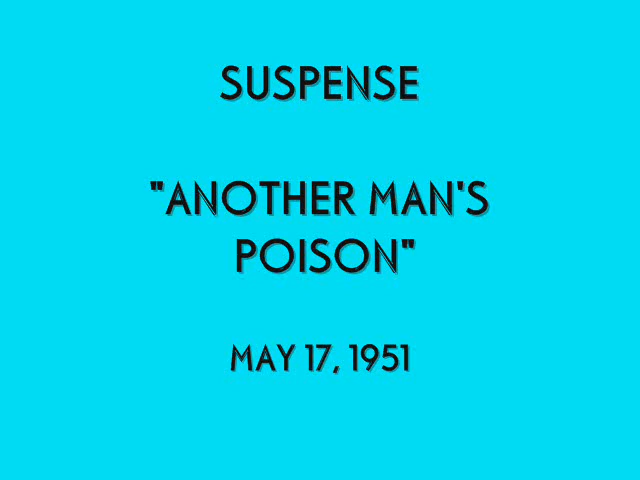 SUSPENSE
"ANOTHER MAN'S
POISON"
MAY 17, 1951